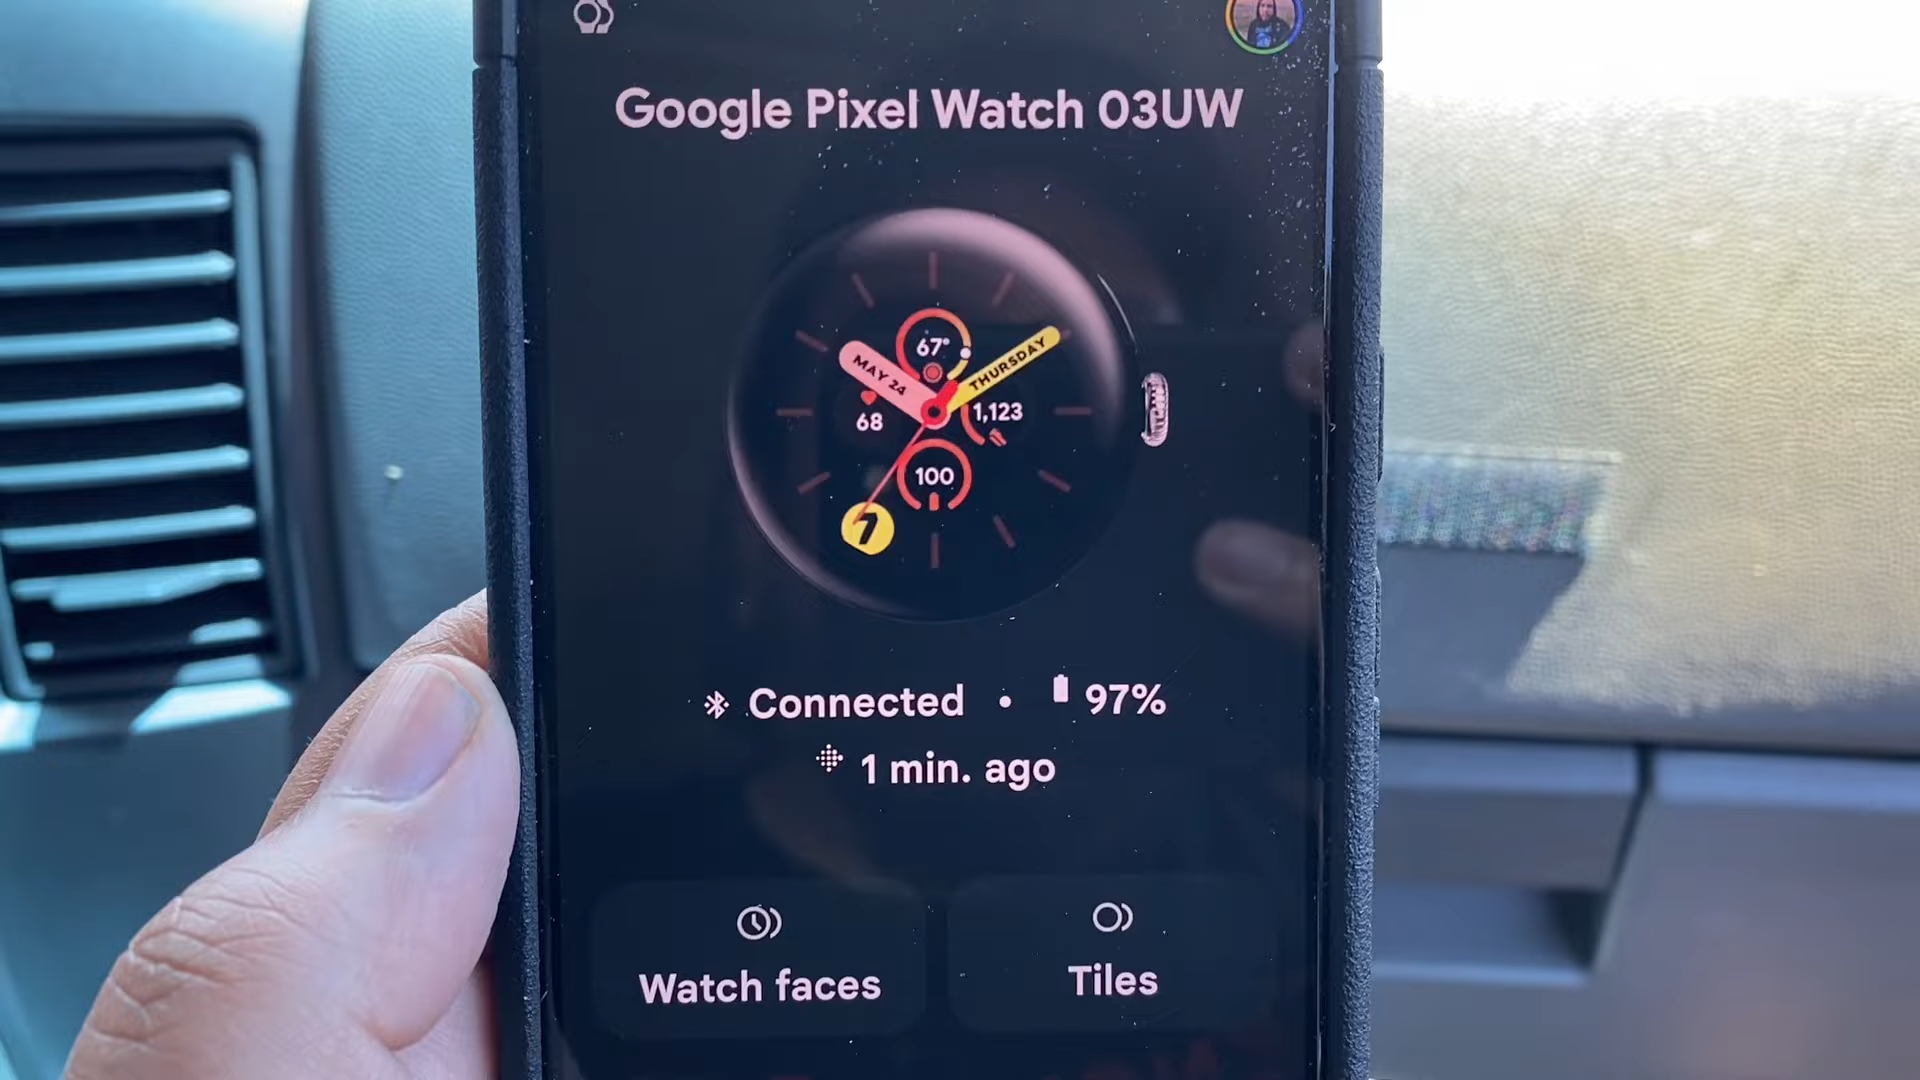 Google Pixel Watch 03UW
67°
MAY 24
THURSDAY
68
1,123
100
7
Connected • 97%
1 min. ago
Watch faces
Tiles